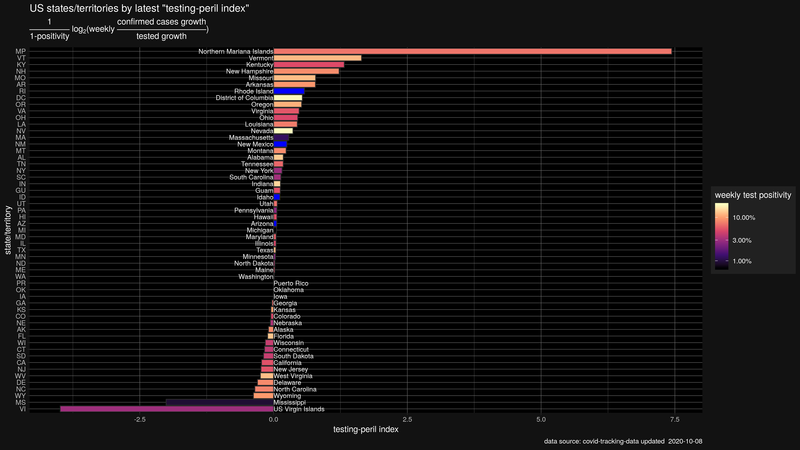 US states/territories by latest "testing-peril index"
1
1-positivity
log2(weekly
confirmed cases growth
tested growth
)
MP Northern Mariana Islands
VT Vermont
KY Kentucky
NH New Hampshire
MO Missouri
AR Arkansas
RI Rhode Island
DC District of Columbia
OR Oregon
VA Virginia
OH Ohio
LA Louisiana
NV Nevada
MA Massachusetts
NM New Mexico
MT Montana
AL Alabama
TN Tennessee
NY New York
SC South Carolina
IN Indiana
GU Guam
ID Idaho
UT Utah
PA Pennsylvania
HI Hawaii
AZ Arizona
MI Michigan
MD Maryland
IL Illinois
TX Texas
MN Minnesota
ND North Dakota
ME Maine
WA Washington
PR Puerto Rico
OK Oklahoma
IA Iowa
GA Georgia
KS Kansas
CO Colorado
NE Nebraska
AK Alaska
FL Florida
WI Wisconsin
CT Connecticut
SD South Dakota
CA California
NJ New Jersey
WV West Virginia
DE Delaware
NC North Carolina
WY Wyoming
MS Mississippi
VI US Virgin Islands
state/territory
-2.5 0.0 2.5 5.0 7.5
testing-peril index
weekly test positivity
10.00%
3.00%
1.00%
data source: covid-tracking-data updated 2020-10-08